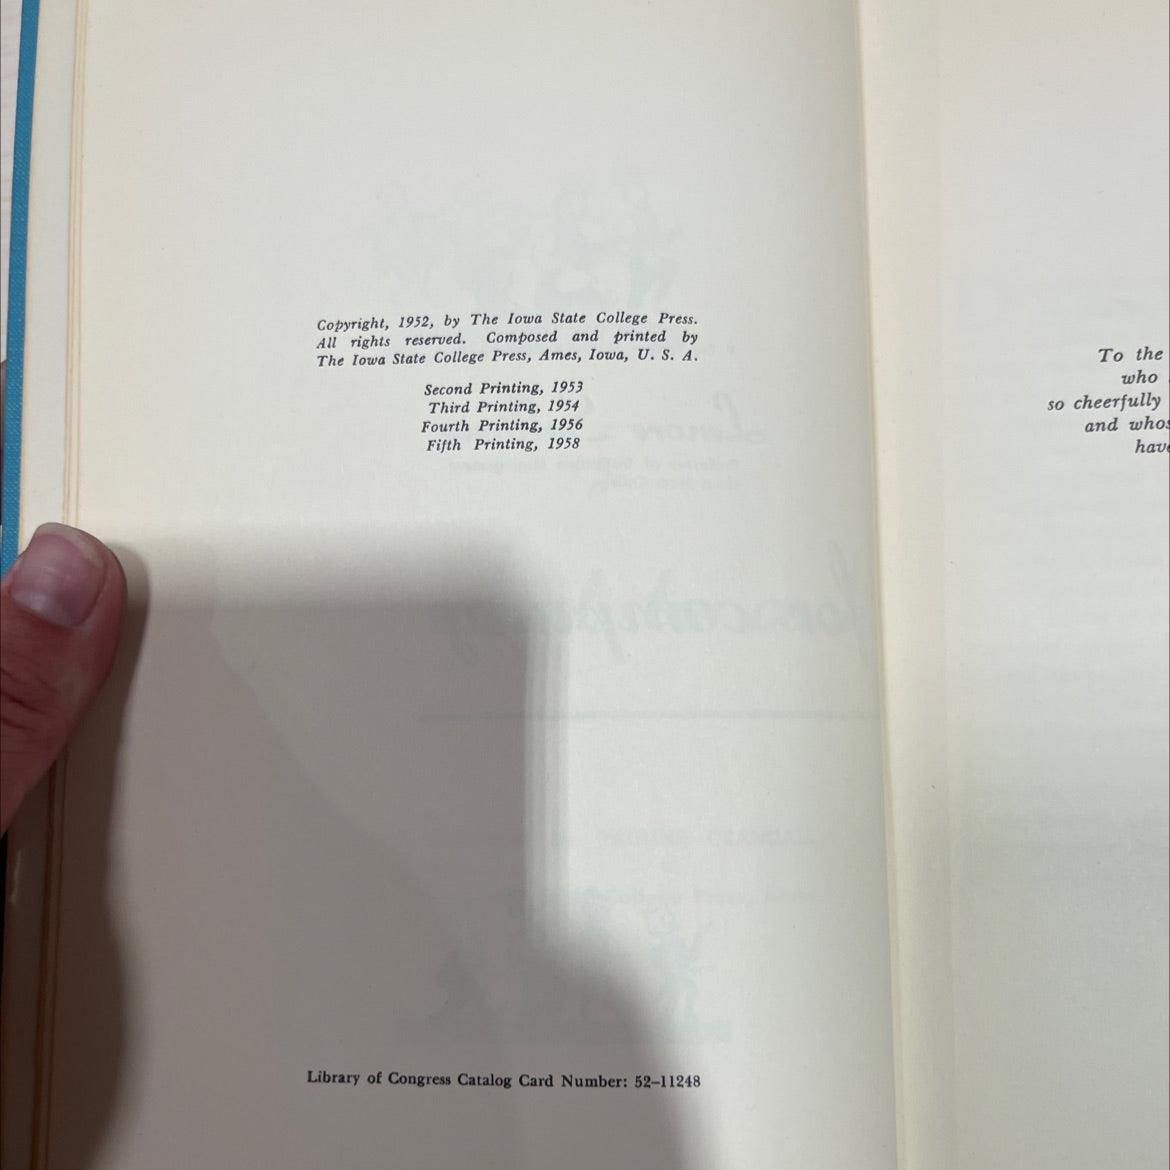 Copyright, 1952, by The Iowa State College Press.
All rights reserved. Composed and printed by
The Iowa State College Press, Ames, Iowa, U. S. A.
Second Printing, 1953
Third Printing, 1954
Fourth Printing, 1956
Fifth Printing, 1958
Library of Congress Catalog Card Number: 52–11248
To the
who
so cheerfully
and whos
have